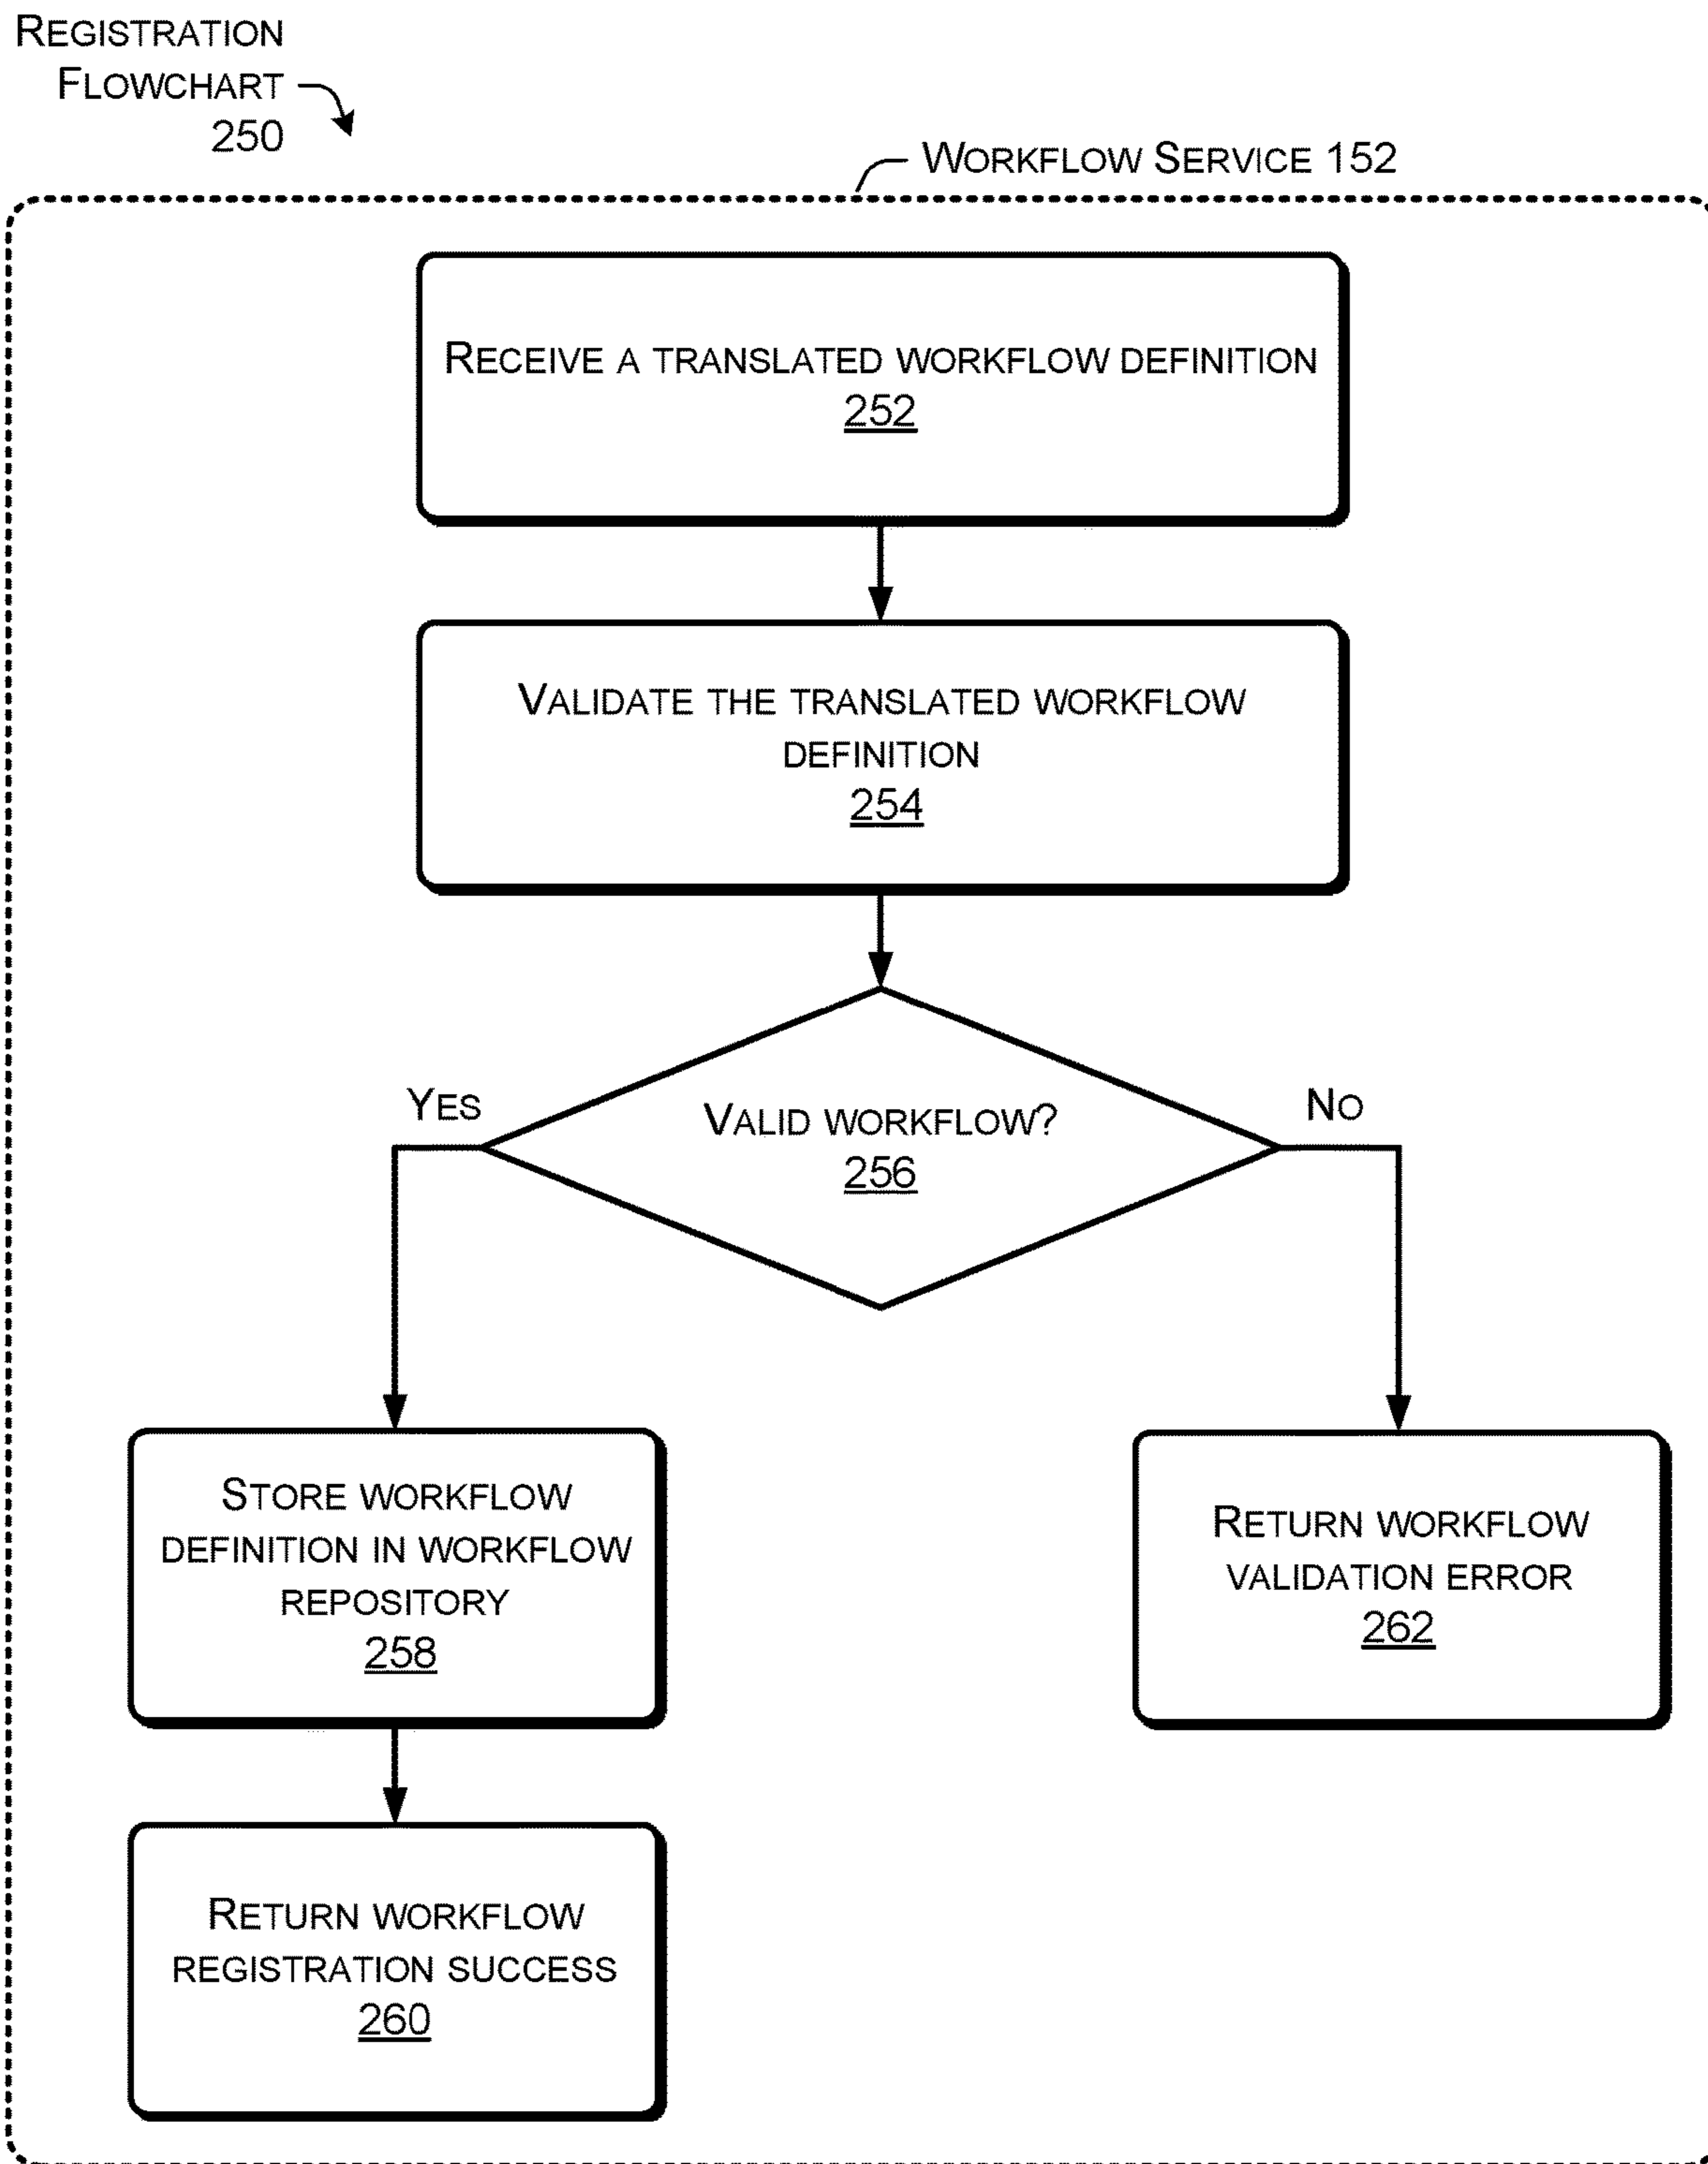 REGISTRATION
FLOWCHART
250
WORKFLOW SERVICE 152
RECEIVE A TRANSLATED WORKFLOW DEFINITION
252
VALIDATE THE TRANSLATED WORKFLOW
DEFINITION
254
YES
VALID WORKFLOW?
256
NO
STORE WORKFLOW
DEFINITION IN WORKFLOW
REPOSITORY
258
RETURN WORKFLOW
VALIDATION ERROR
262
RETURN WORKFLOW
REGISTRATION SUCCESS
260